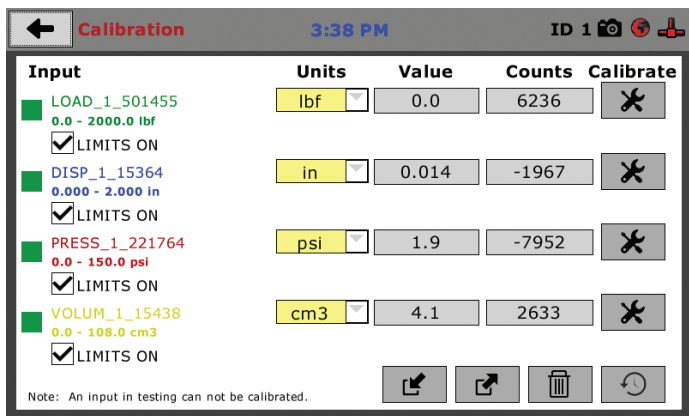 Calibration 3:38 PM ID 1
Input Units Value Counts Calibrate
LOAD_1_501455 lbf 0.0 6236
0.0 - 2000.0 lbf
LIMITS ON
DISP_1_15364 in 0.014 -1967
0.000 - 2.000 in
LIMITS ON
PRESS_1_221764 psi 1.9 -7952
0.0 - 150.0 psi
LIMITS ON
VOLUM_1_15438 cm3 4.1 2633
0.0 - 108.0 cm3
LIMITS ON
Note: An input in testing can not be calibrated.